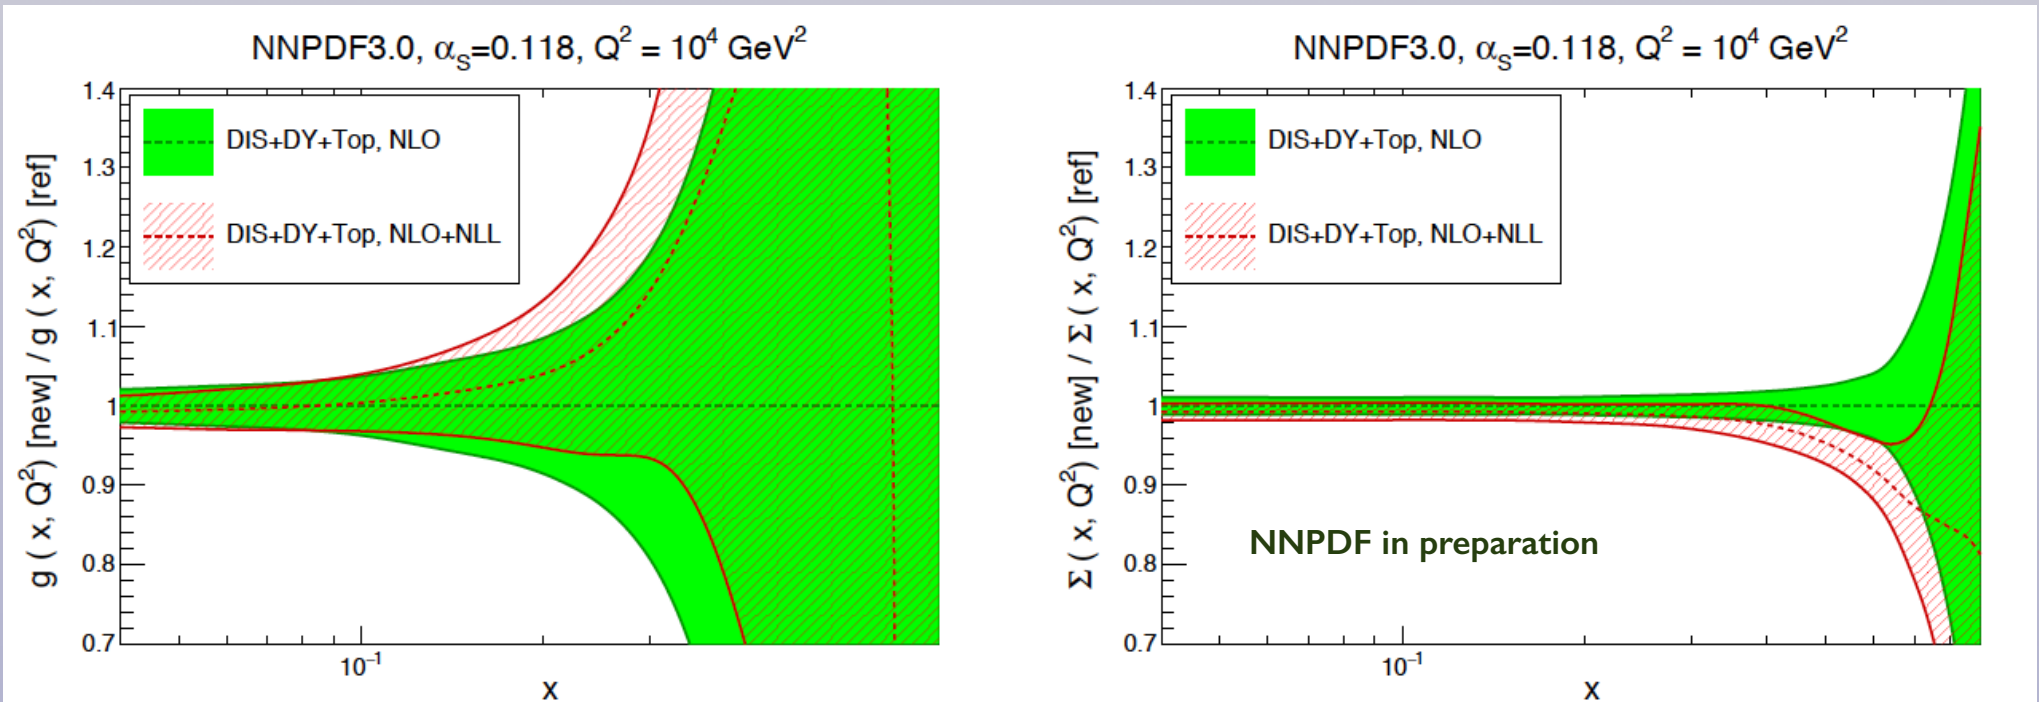 NNPDF3.0, αS=0.118, Q² = 10⁴ GeV²
g ( x, Q²) [new] / g ( x, Q²) [ref]
1.4
1.3
1.2
1.1
1
0.9
0.8
0.7
DIS+DY+Top, NLO
DIS+DY+Top, NLO+NLL
10⁻¹
x
NNPDF3.0, αS=0.118, Q² = 10⁴ GeV²
Σ ( x, Q²) [new] / Σ ( x, Q²) [ref]
1.4
1.3
1.2
1.1
1
0.9
0.8
0.7
DIS+DY+Top, NLO
DIS+DY+Top, NLO+NLL
NNPDF in preparation
10⁻¹
x